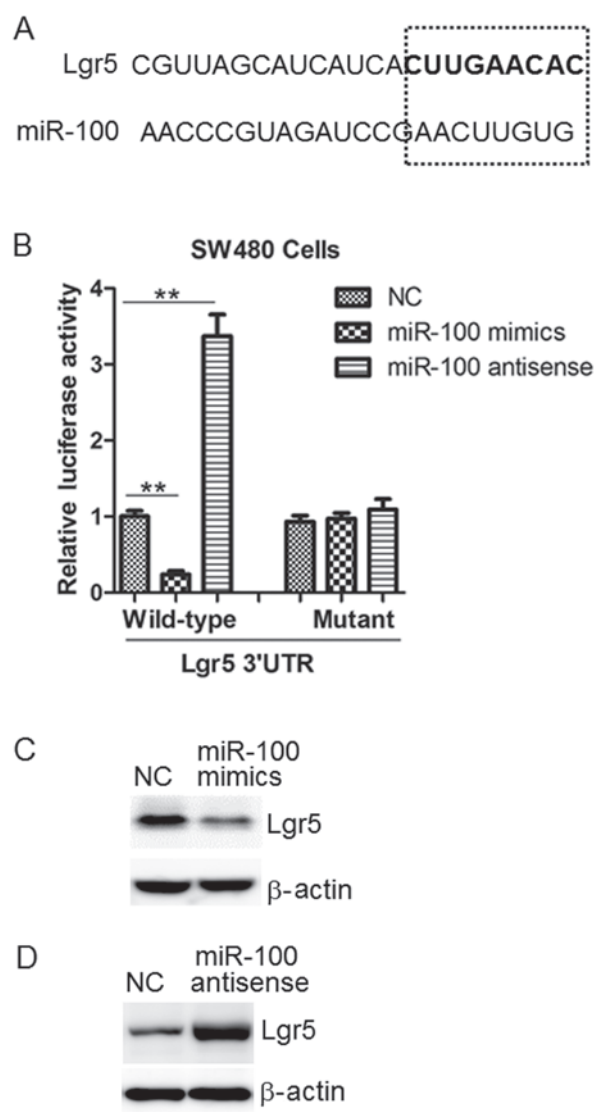 A
Lgr5 CGUUAGCAUCAUCACUUGAACAC
miR-100 AACCCGUAGAUCCGAACUUGUG
B
SW480 Cells
Relative luciferase activity
4
3
2
1
0
**
**
NC
miR-100 mimics
miR-100 antisense
Wild-type Mutant
Lgr5 3'UTR
C
miR-100
NC mimics
Lgr5
β-actin
D
miR-100
NC antisense
Lgr5
β-actin